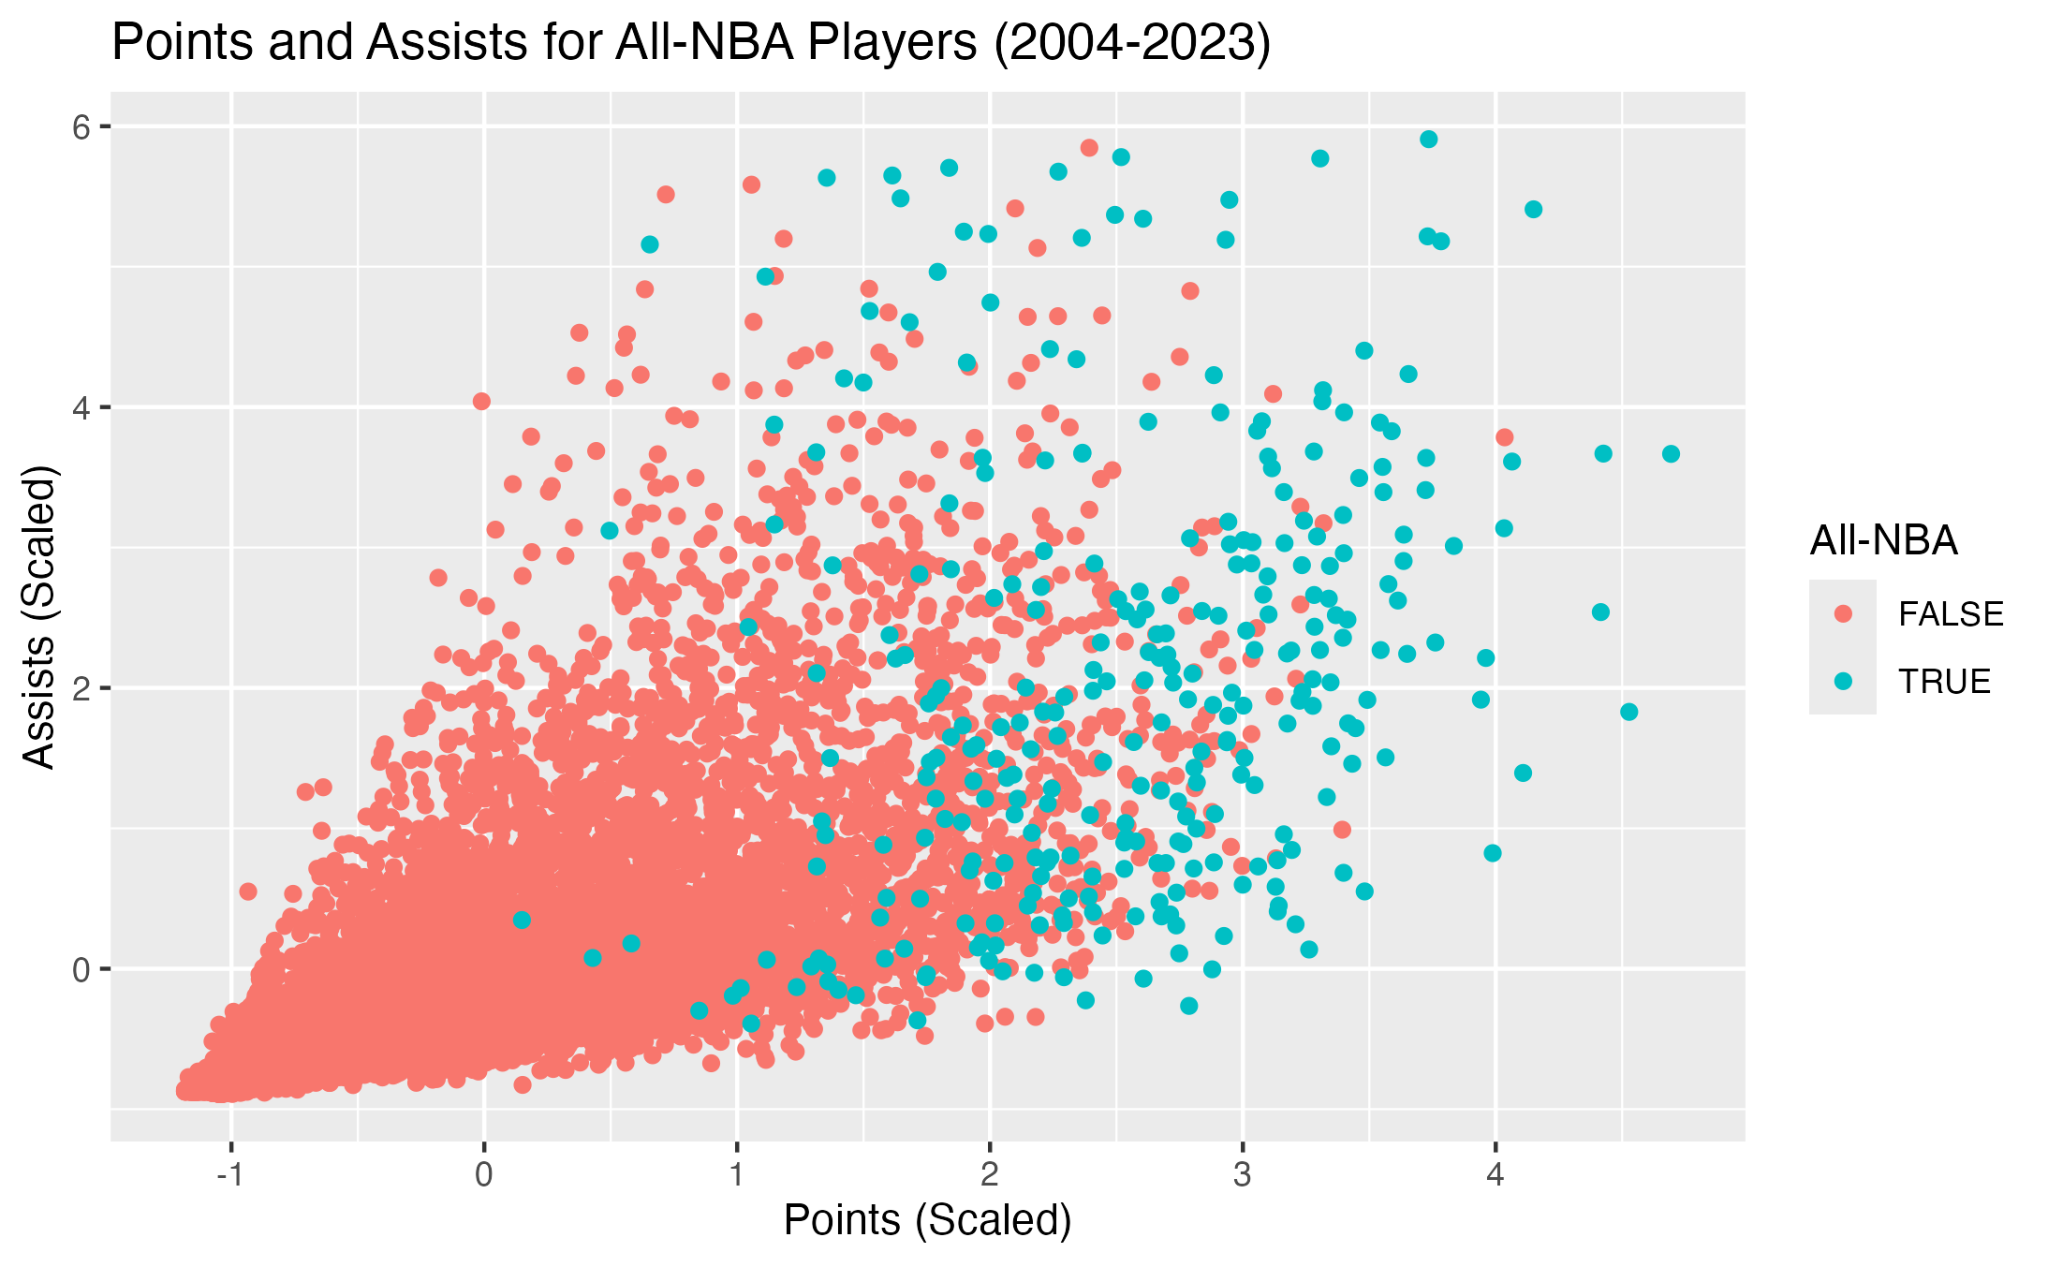 Points and Assists for All-NBA Players (2004-2023)
6
4
2
0
Assists (Scaled)
-1 0 1 2 3 4
Points (Scaled)
All-NBA
FALSE
TRUE